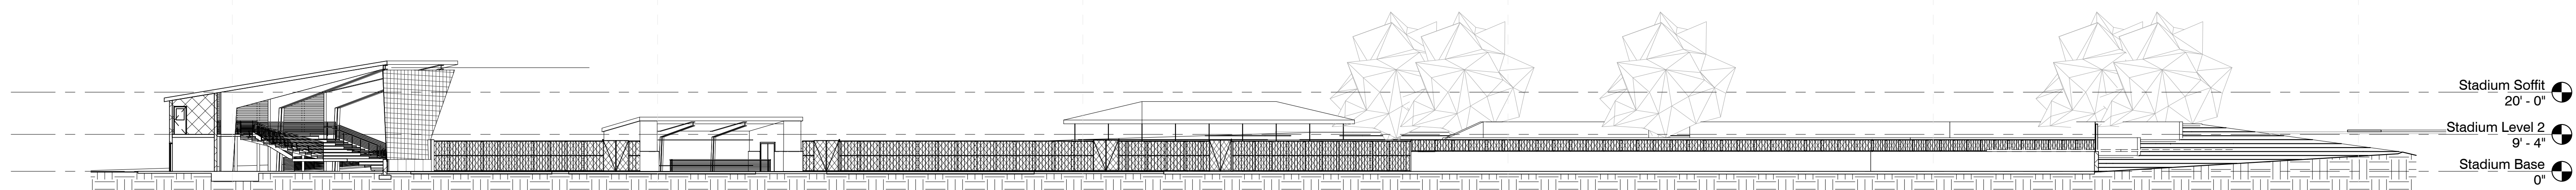 Stadium Soffit
20' - 0"
Stadium Level 2
9' - 4"
Stadium Base
0"